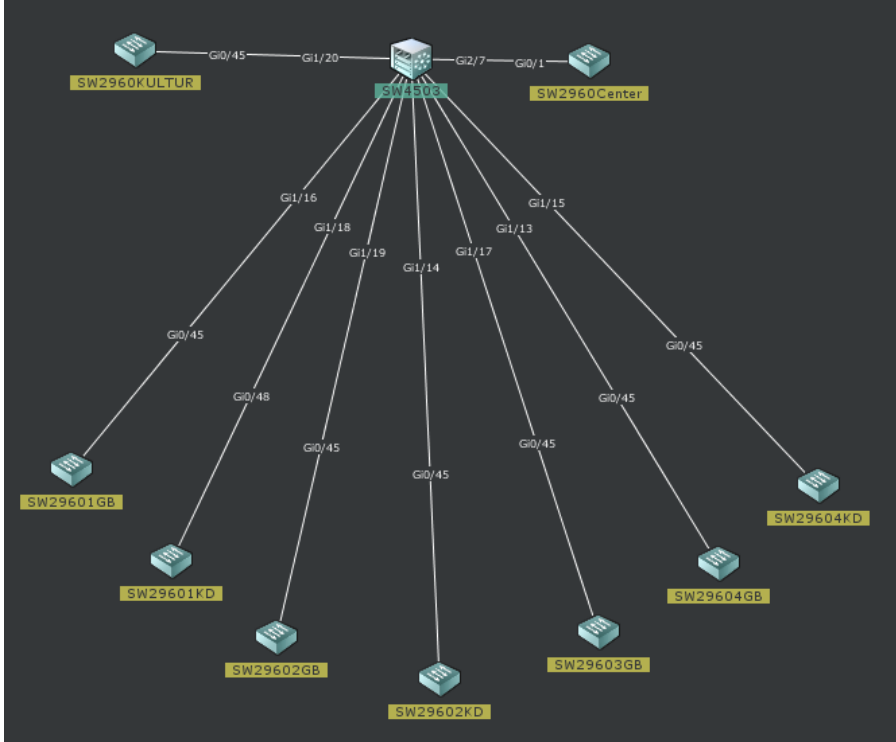 Gi0/45
Gi1/20
Gi2/7
Gi0/1
SW2960KULTUR
SW4503
SW2960Center
Gi1/16
Gi1/18
Gi1/19
Gi1/14
Gi1/17
Gi1/13
Gi1/15
Gi0/45
Gi0/48
Gi0/45
Gi0/45
Gi0/45
Gi0/45
Gi0/45
SW29601GB
SW29601KD
SW29602GB
SW29602KD
SW29603GB
SW29604GB
SW29604KD